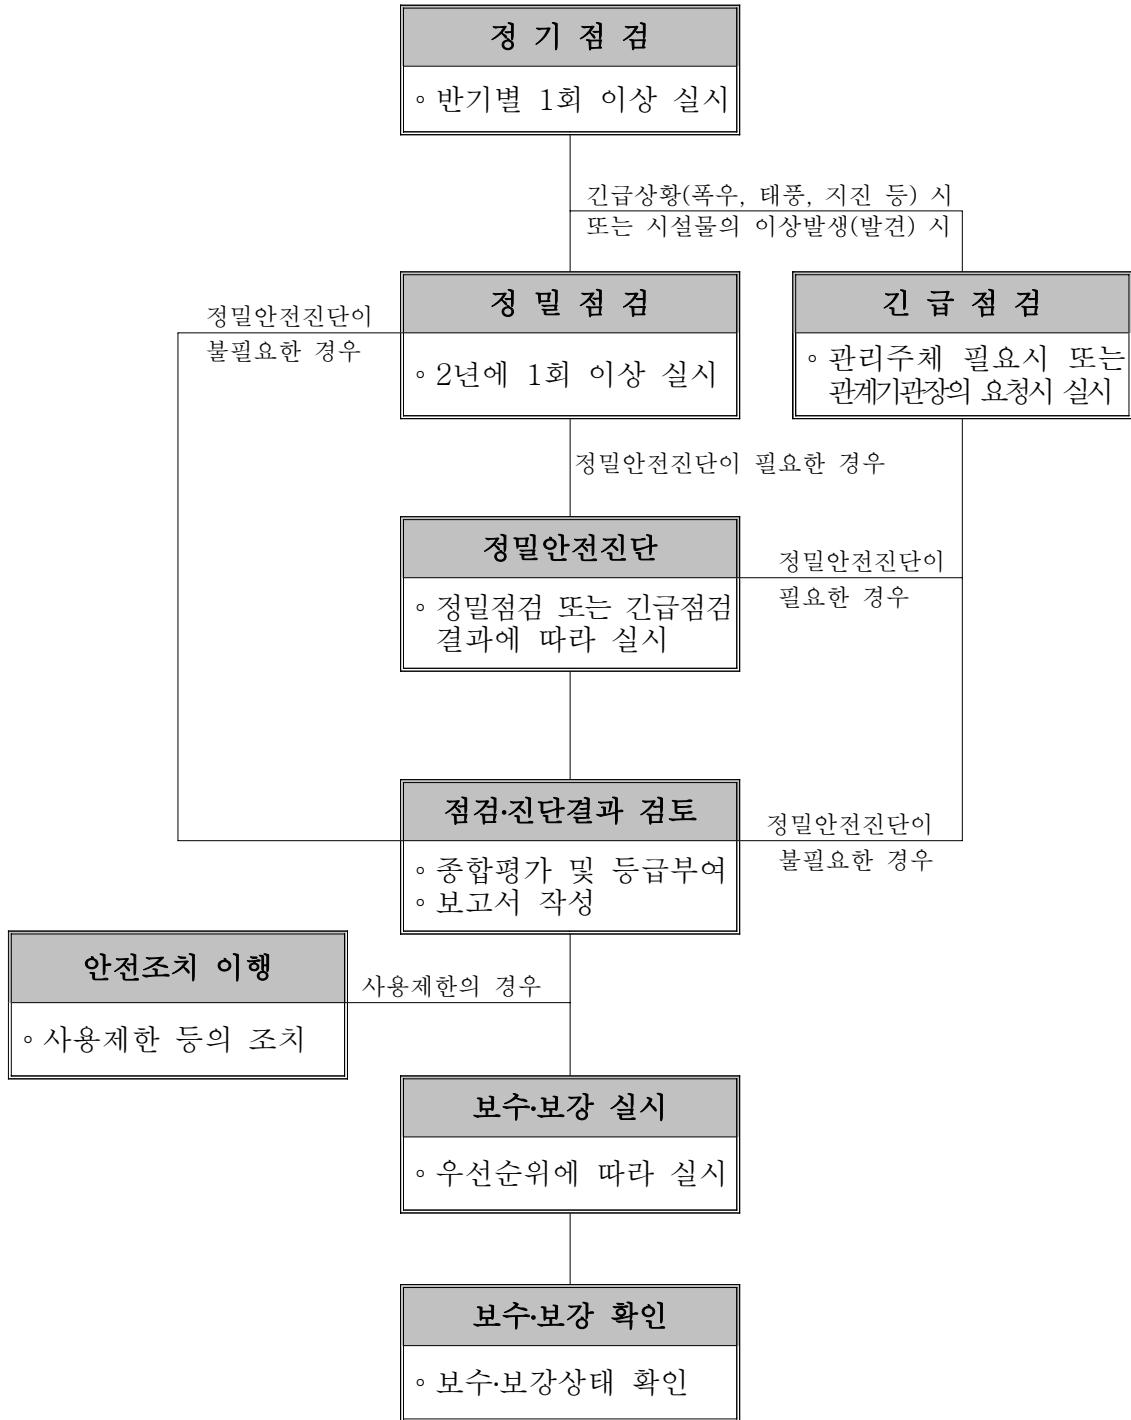 정 기 점 검
◦ 반기별 1회 이상 실시
긴급상황(폭우, 태풍, 지진 등) 시
또는 시설물의 이상발생(발견) 시
정밀안전진단이
불필요한 경우
정 밀 점 검
◦ 2년에 1회 이상 실시
긴 급 점 검
◦ 관리주체 필요시 또는
관계기관장의 요청시 실시
정밀안전진단이 필요한 경우
정밀안전진단
◦ 정밀점검 또는 긴급점검
결과에 따라 실시
정밀안전진단이
필요한 경우
점검·진단결과 검토
◦ 종합평가 및 등급부여
◦ 보고서 작성
정밀안전진단이
불필요한 경우
안전조치 이행
◦ 사용제한 등의 조치
사용제한의 경우
보수·보강 실시
◦ 우선순위에 따라 실시
보수·보강 확인
◦ 보수·보강상태 확인